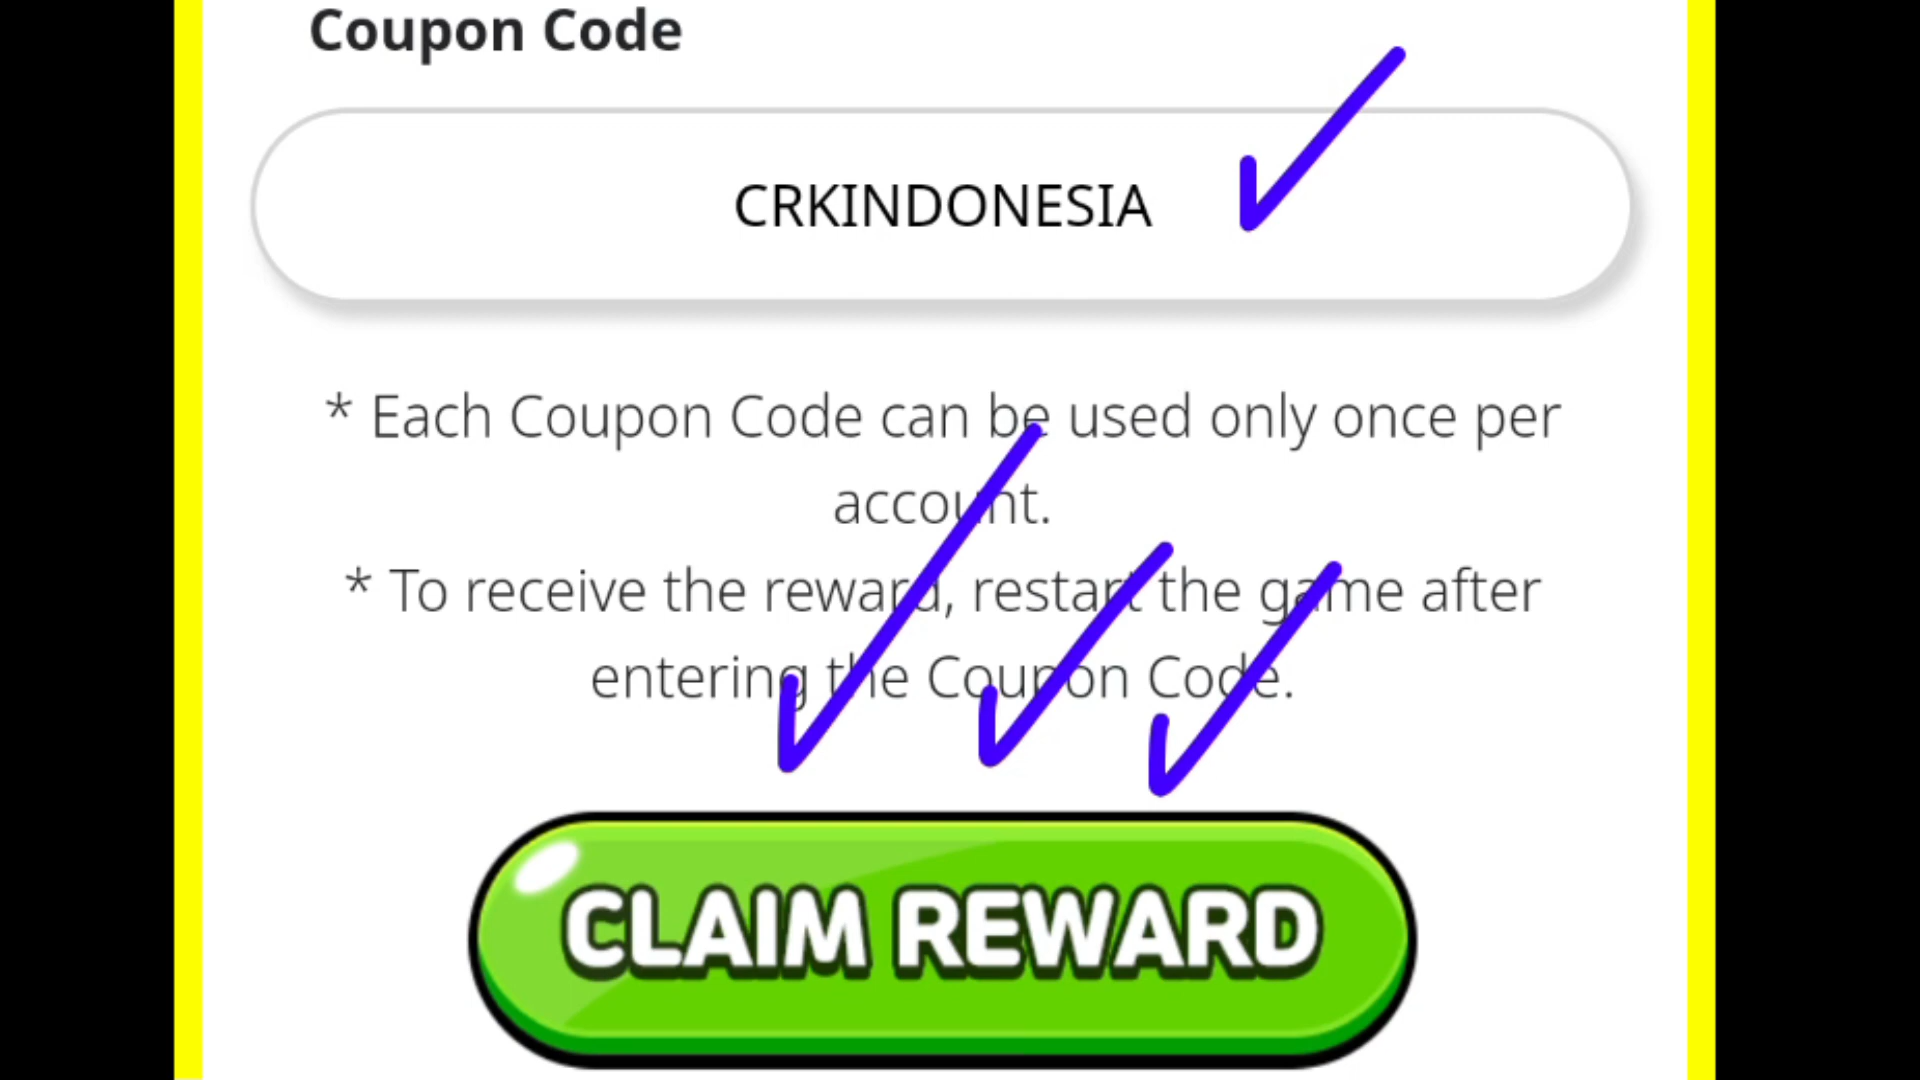 Coupon Code
CRKINDONESIA
* Each Coupon Code can be used only once per
account.
* To receive the reward, restart the game after
entering the Coupon Code.
CLAIM REWARD